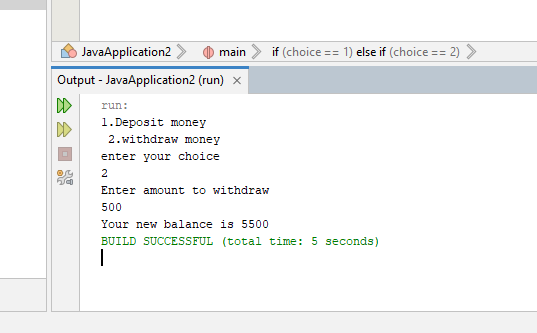 JavaApplication2 main if (choice == 1) else if (choice == 2)
Output - JavaApplication2 (run) ×
run:
1.Deposit money
 2.withdraw money
enter your choice
2
Enter amount to withdraw
500
Your new balance is 5500
BUILD SUCCESSFUL (total time: 5 seconds)